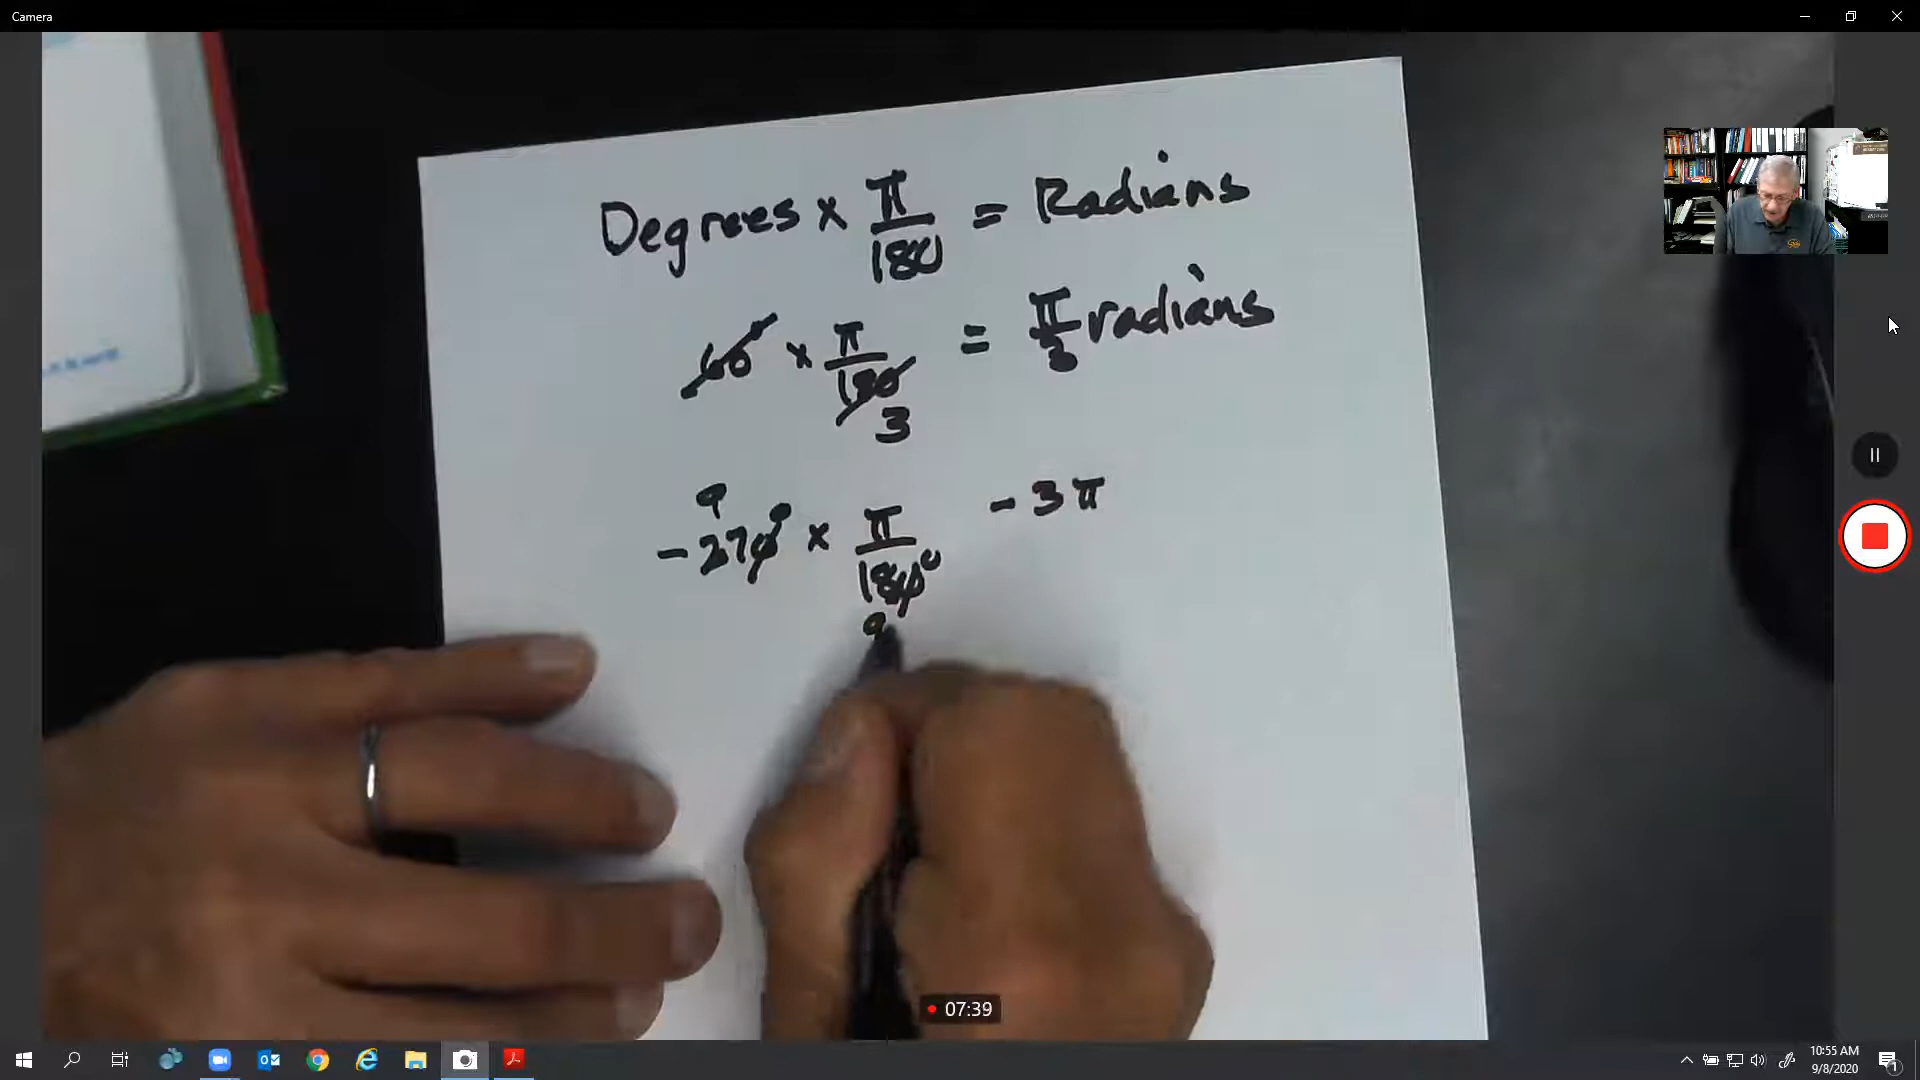 Camera
Degrees × π/180 = Radians
60 × π/180 = π/3 radians
3
9
-270° × π/180° -3π
9
07:39
10:55 AM
9/8/2020
1